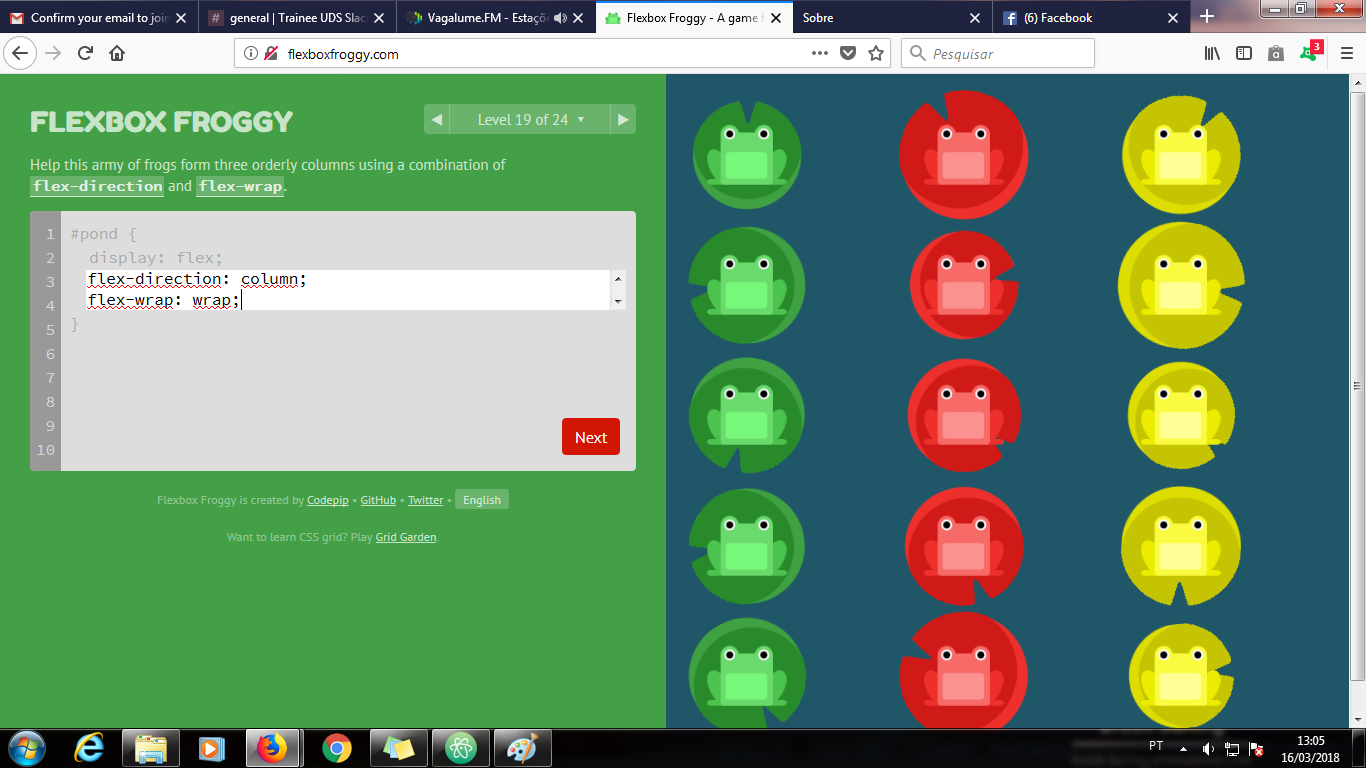 Confirm your email to join
general | Trainee UDS Slac
Vagalume.FM - Estaçõ
Flexbox Froggy - A game f
Sobre
(6) Facebook
flexboxfroggy.com
Pesquisar
3
FLEXBOX FROGGY
Level 19 of 24
Help this army of frogs form three orderly columns using a combination of
flex-direction and flex-wrap.
1 #pond {
2 display: flex;
3 flex-direction: column;
4 flex-wrap: wrap;
5 }
6
7
8
9
10
Next
Flexbox Froggy is created by Codepip • GitHub • Twitter • English
Want to learn CSS grid? Play Grid Garden.
PT
13:05
16/03/2018